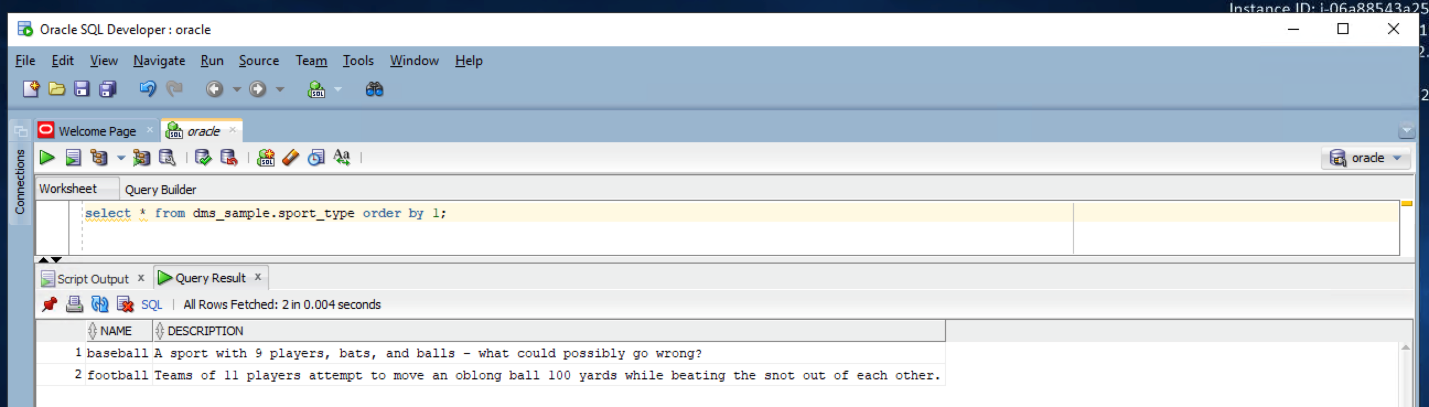 Instance ID: i-06a88543a25
Oracle SQL Developer : oracle
1
File Edit View Navigate Run Source Team Tools Window Help
2.
2
Welcome Page oracle
Connections
oracle
Worksheet Query Builder
select * from dms_sample.sport_type order by 1;
Script Output x Query Result x
SQL | All Rows Fetched: 2 in 0.004 seconds
NAME DESCRIPTION
1 baseball A sport with 9 players, bats, and balls - what could possibly go wrong?
2 football Teams of 11 players attempt to move an oblong ball 100 yards while beating the snot out of each other.